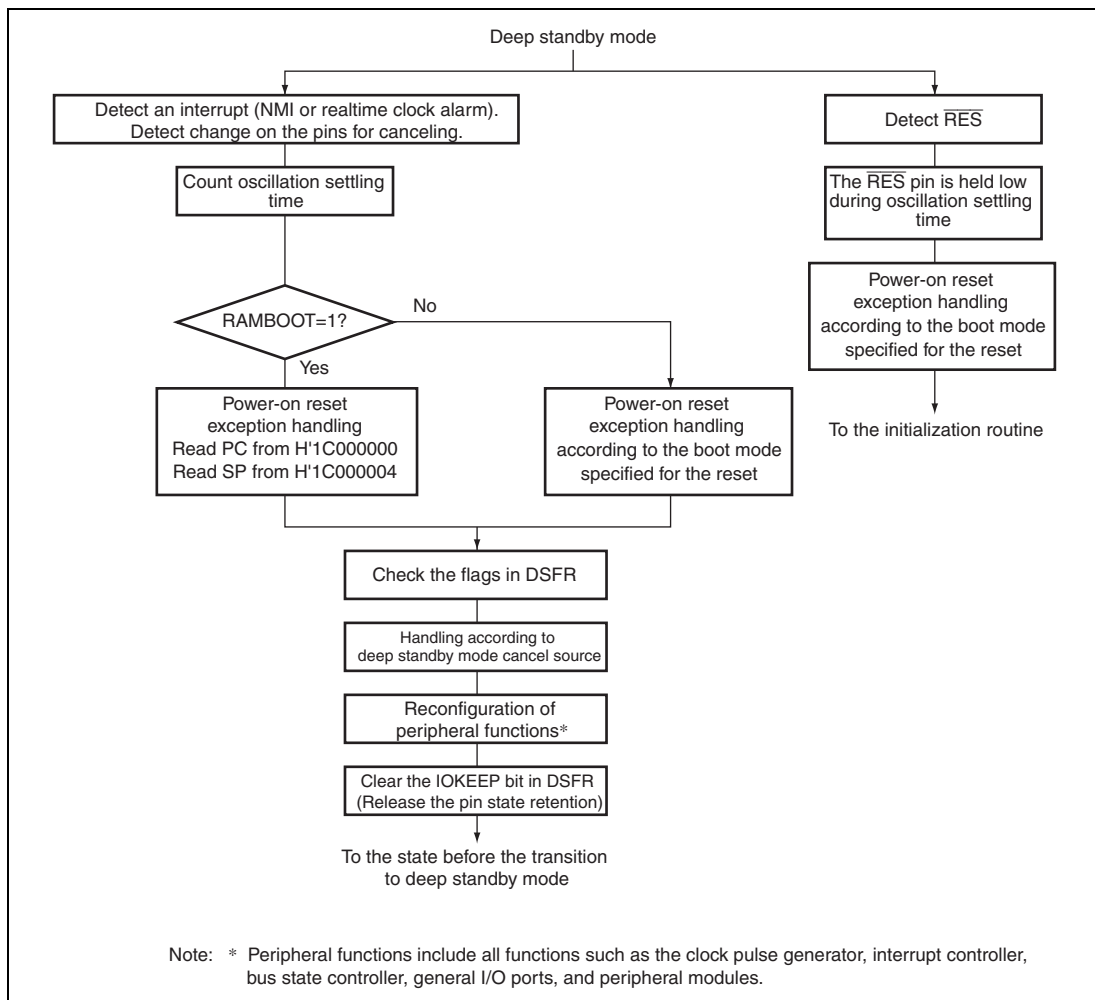 Deep standby mode
Detect an interrupt (NMI or realtime clock alarm).
Detect change on the pins for canceling.
Count oscillation settling
time
RAMBOOT=1?
No
Yes
Power-on reset
exception handling
Read PC from H'1C000000
Read SP from H'1C000004
Power-on reset
exception handling
according to the boot mode
specified for the reset
Detect R̅E̅S̅
The R̅E̅S̅ pin is held low
during oscillation settling
time
Power-on reset
exception handling
according to the boot mode
specified for the reset
To the initialization routine
Check the flags in DSFR
Handling according to
deep standby mode cancel source
Reconfiguration of
peripheral functions*
Clear the IOKEEP bit in DSFR
(Release the pin state retention)
To the state before the transition
to deep standby mode
Note: * Peripheral functions include all functions such as the clock pulse generator, interrupt controller,
bus state controller, general I/O ports, and peripheral modules.